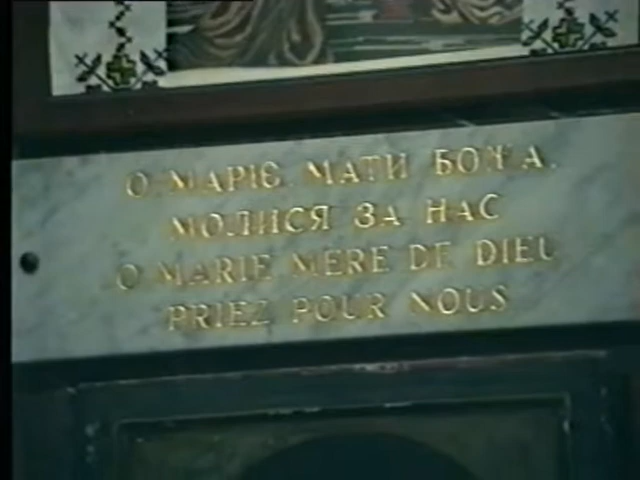 О МАРІЄ МАТИ БОЖА.
МОЛИСЯ ЗА НАС
O MARIE MERE DE DIEU
PRIEZ POUR NOUS